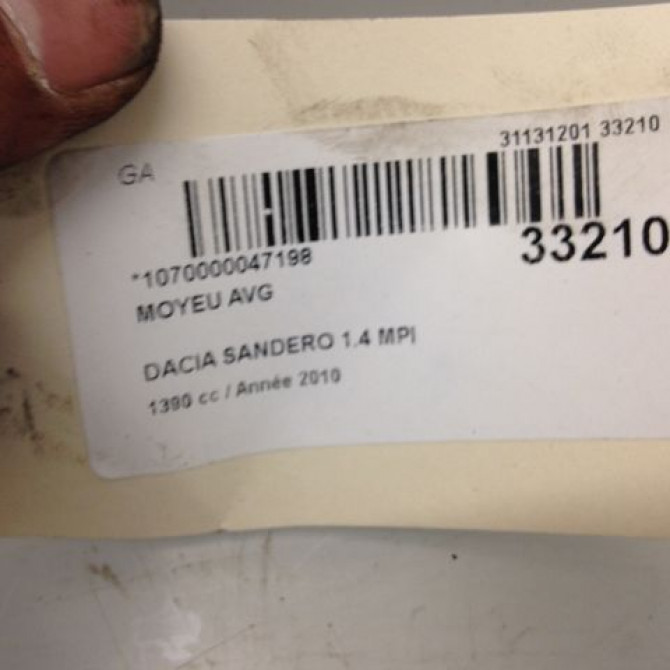 GA
31131201 33210
33210
*1070000047198
MOYEU AVG
DACIA SANDERO 1.4 MPI
1390 cc / Année 2010